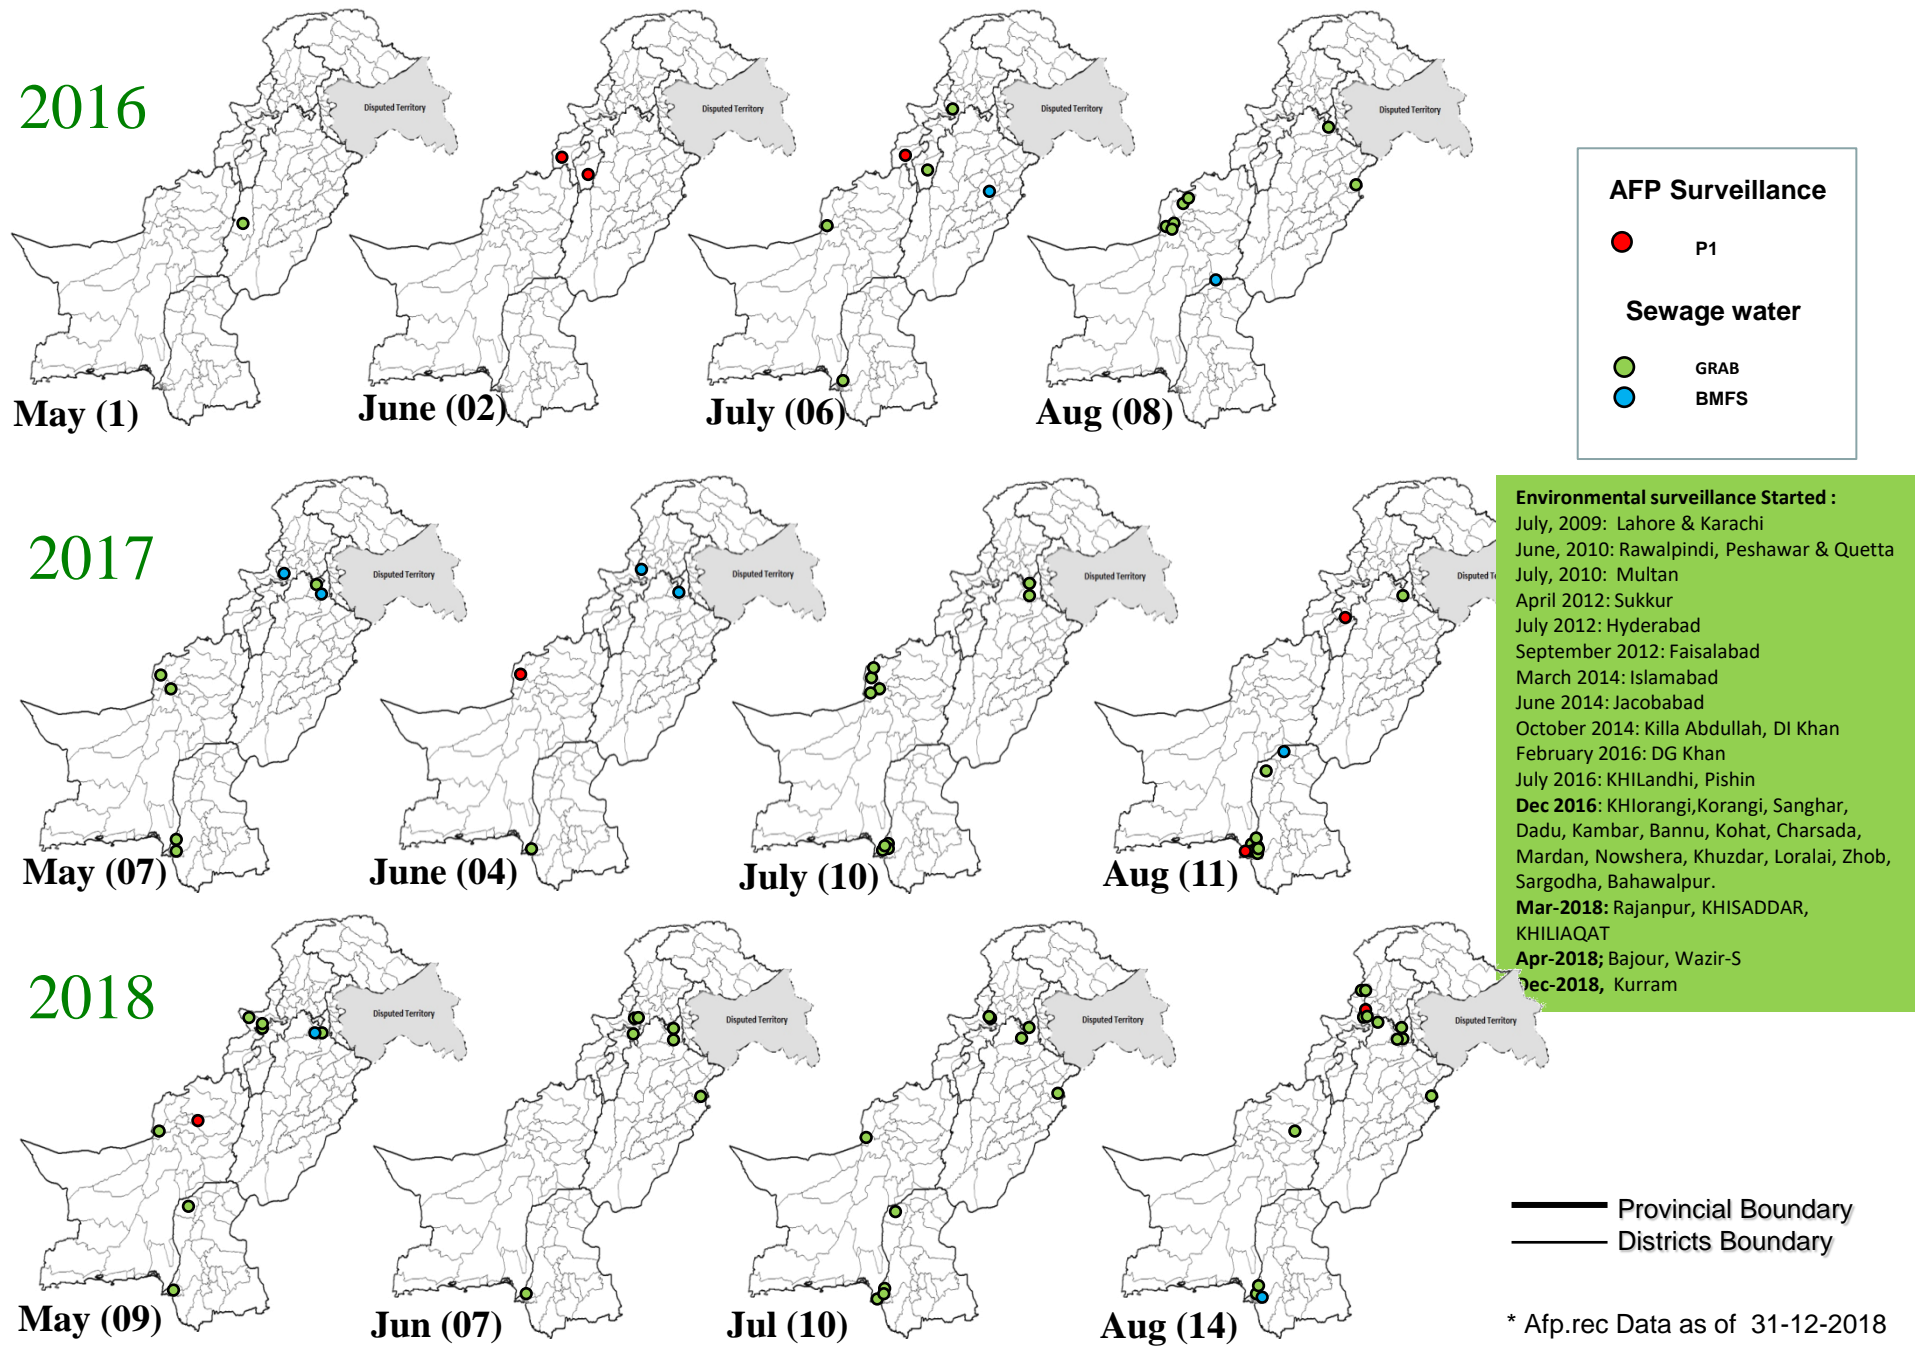 2016
Disputed Territory
Disputed Territory
Disputed Territory
Disputed Territory
May (1)
June (02)
July (06)
Aug (08)
AFP Surveillance
P1
Sewage water
GRAB
BMFS
2017
Disputed Territory
Disputed Territory
Disputed Territory
Disputed Te
May (07)
June (04)
July (10)
Aug (11)
Environmental surveillance Started :
July, 2009: Lahore & Karachi
June, 2010: Rawalpindi, Peshawar & Quetta
July, 2010: Multan
April 2012: Sukkur
July 2012: Hyderabad
September 2012: Faisalabad
March 2014: Islamabad
June 2014: Jacobabad
October 2014: Killa Abdullah, DI Khan
February 2016: DG Khan
July 2016: KHILandhi, Pishin
Dec 2016: KHIorangi,Korangi, Sanghar,
Dadu, Kambar, Bannu, Kohat, Charsada,
Mardan, Nowshera, Khuzdar, Loralai, Zhob,
Sargodha, Bahawalpur.
Mar-2018: Rajanpur, KHISADDAR,
KHILIAQAT
Apr-2018; Bajour, Wazir-S
Dec-2018, Kurram
2018
Disputed Territory
Disputed Territory
Disputed Territory
Disputed Territory
May (09)
Jun (07)
Jul (10)
Aug (14)
Provincial Boundary
Districts Boundary
* Afp.rec Data as of 31-12-2018